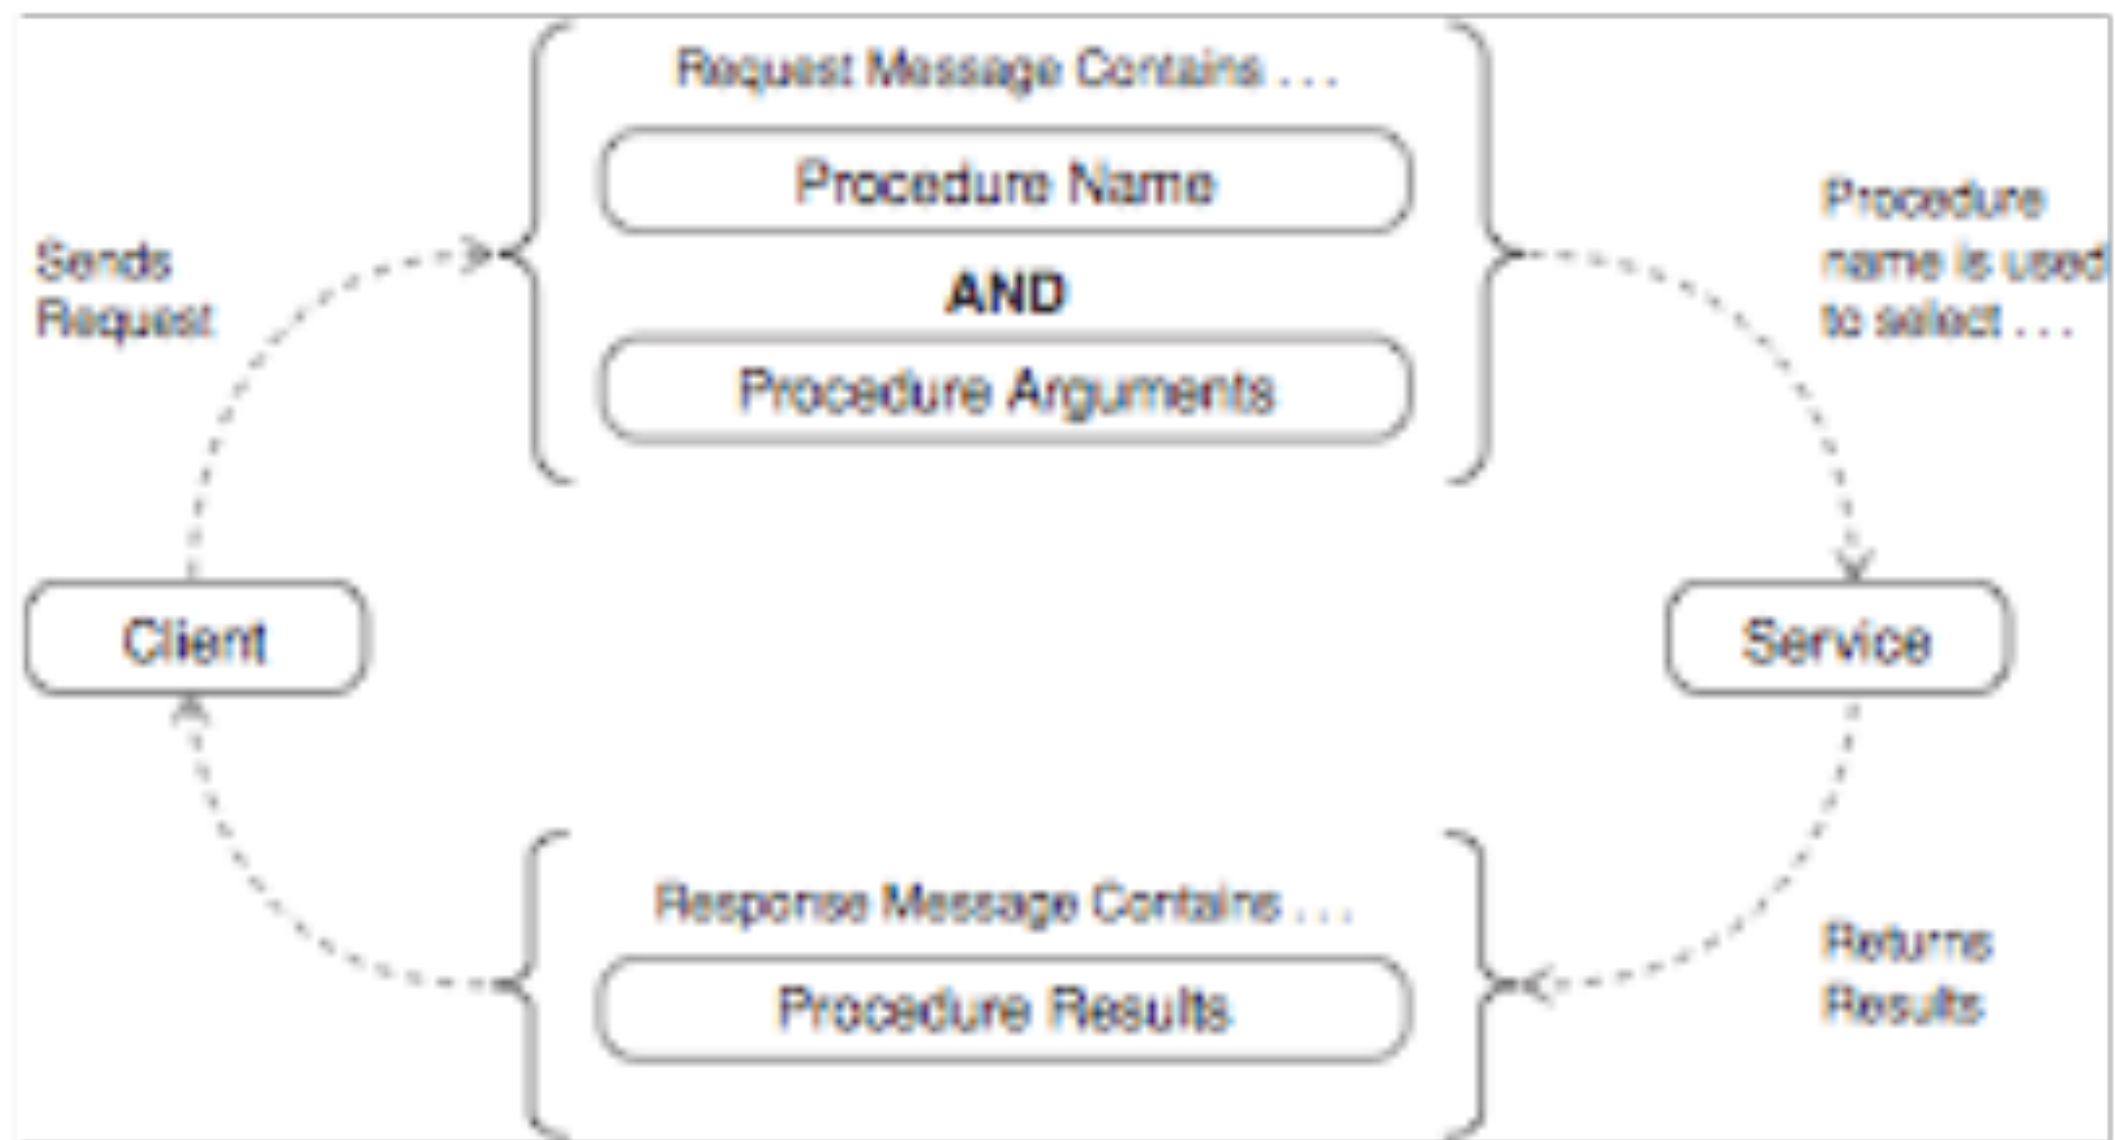 Request Message Contains . . .
Procedure Name
AND
Procedure Arguments
Sends
Request
Procedure
name is used
to select . . .
Client
Service
Response Message Contains . . .
Procedure Results
Returns
Results